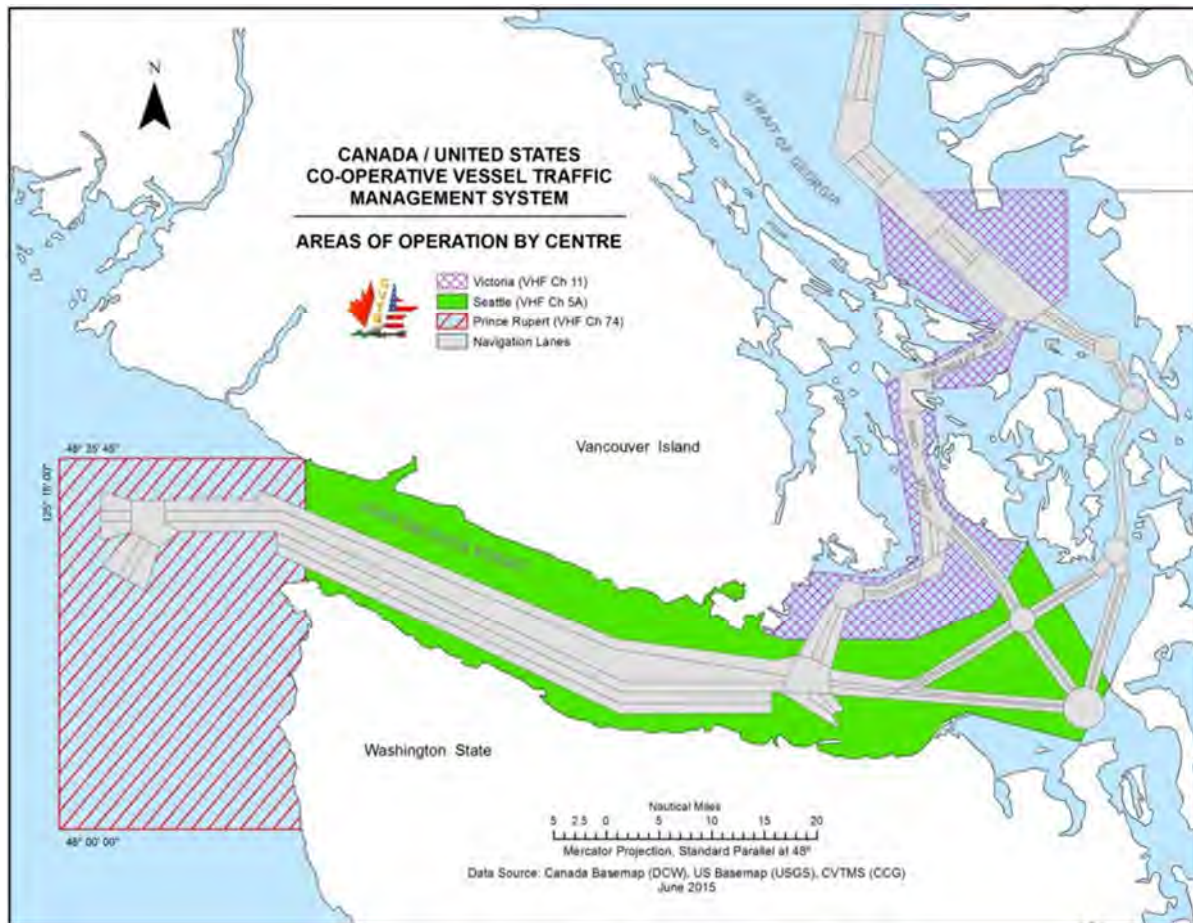 N
CANADA / UNITED STATES
CO-OPERATIVE VESSEL TRAFFIC
MANAGEMENT SYSTEM
AREAS OF OPERATION BY CENTRE
Victoria (VHF Ch 11)
Seattle (VHF Ch 5A)
Prince Rupert (VHF Ch 74)
Navigation Lanes
STRAIT OF GEORGIA
Vancouver Island
48° 35' 45"
125° 15' 00"
Washington State
48° 00' 00"
Nautical Miles
5 2.5 0 5 10 15 20
Mercator Projection, Standard Parallel at 48°
Data Source: Canada Basemap (DCW), US Basemap (USGS), CVTMS (CCG)
June 2015